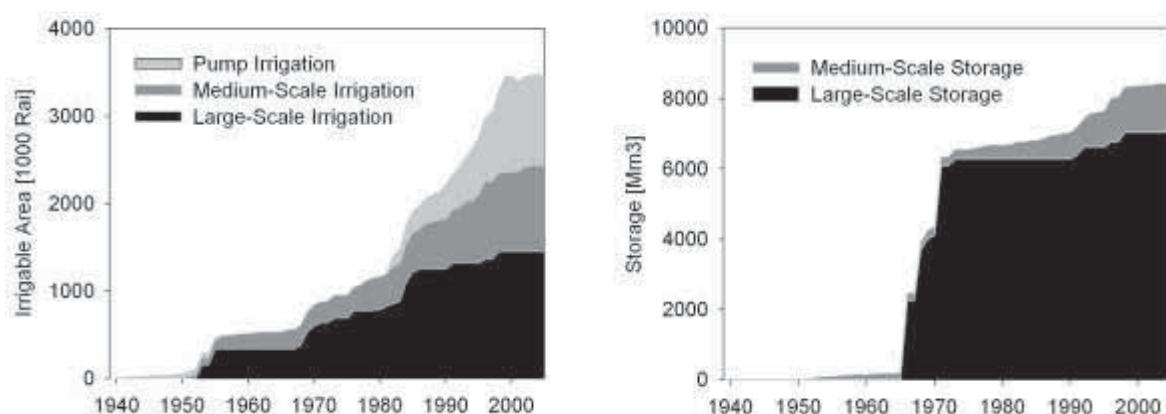 4000
3000
2000
1000
0
Irrigable Area [1000 Rai]
Pump Irrigation
Medium-Scale Irrigation
Large-Scale Irrigation
1940 1950 1960 1970 1980 1990 2000
10000
8000
6000
4000
2000
0
Storage [Mm3]
Medium-Scale Storage
Large-Scale Storage
1940 1950 1960 1970 1980 1990 2000